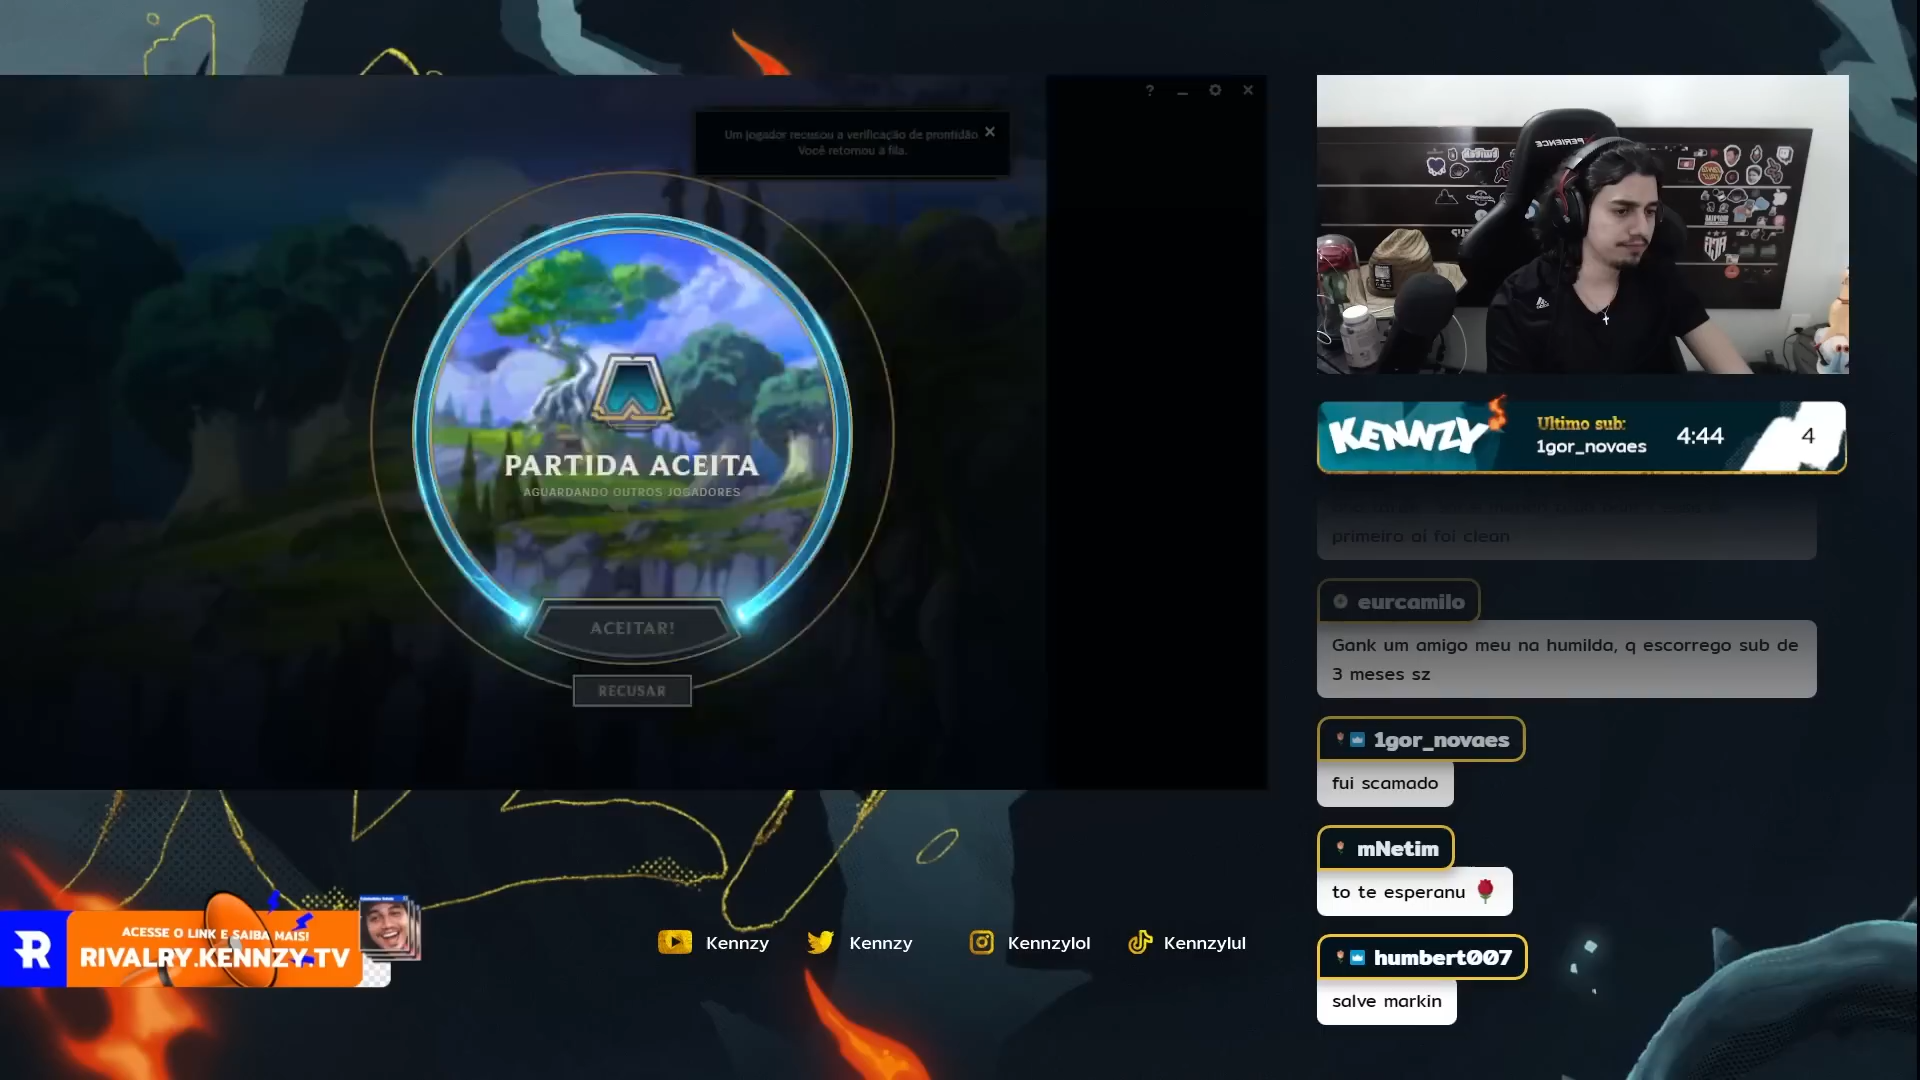 Um jogador recusou a verificação de prontidão
Você retornou à fila.
PARTIDA ACEITA
AGUARDANDO OUTROS JOGADORES
ACEITAR!
RECUSAR
KENNZY
Ultimo sub:
1gor_novaes
4:44
4
primeiro ai foi clean
eurcamilo
Gank um amigo meu na humilda, q escorrego sub de
3 meses sz
1gor_novaes
fui scamado
mNetim
to te esperanu
humbert007
salve markin
R
ACESSE O LINK E SAIBA MAIS!
RIVALRY.KENNZY.TV
Kennzy
Kennzy
Kennzylol
Kennzylul